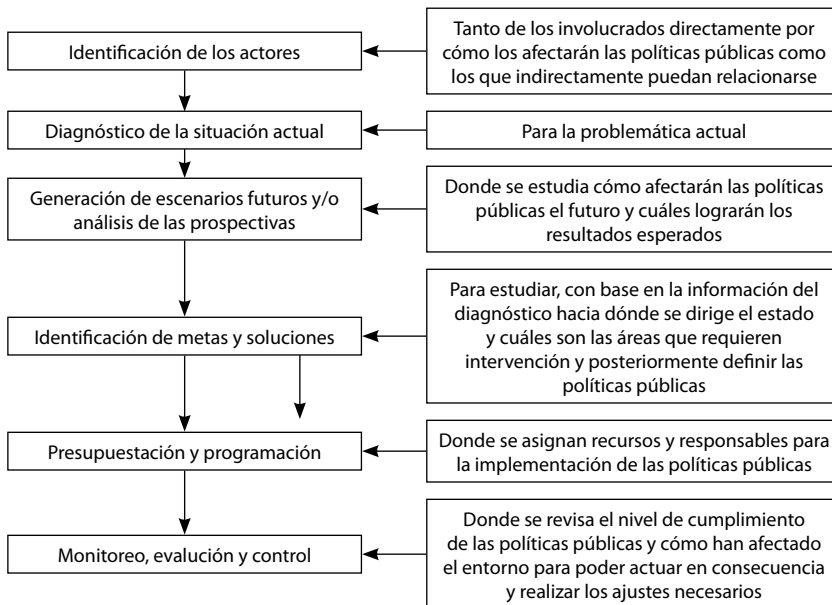 Identificación de los actores
Tanto de los involucrados directamente por
cómo los afectarán las políticas públicas como
los que indirectamente puedan relacionarse
Diagnóstico de la situación actual
Para la problemática actual
Generación de escenarios futuros y/o
análisis de las prospectivas
Donde se estudia cómo afectarán las políticas
públicas el futuro y cuáles lograrán los
resultados esperados
Identificación de metas y soluciones
Para estudiar, con base en la información del
diagnóstico hacia dónde se dirige el estado
y cuáles son las áreas que requieren
intervención y posteriormente definir las
políticas públicas
Presupuestación y programación
Donde se asignan recursos y responsables para
la implementación de las políticas públicas
Monitoreo, evalución y control
Donde se revisa el nivel de cumplimiento
de las políticas públicas y cómo han afectado
el entorno para poder actuar en consecuencia
y realizar los ajustes necesarios